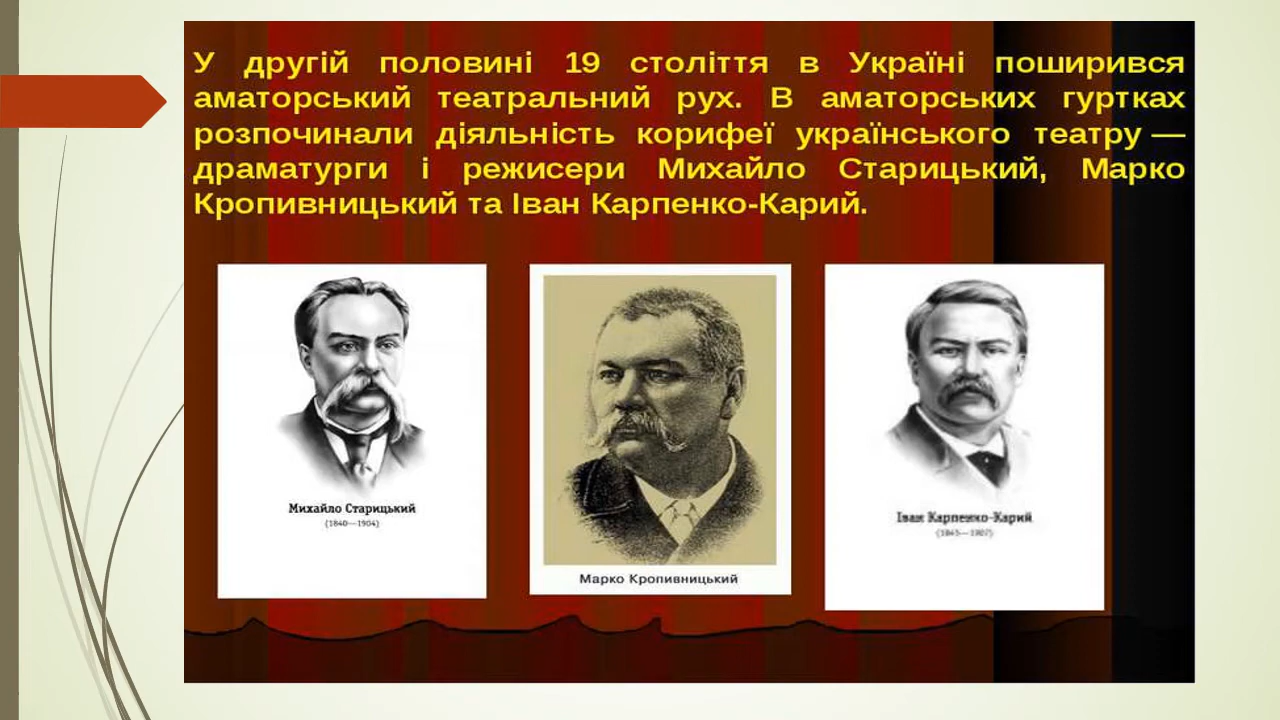 У другій половині 19 століття в Україні поширився
аматорський театральний рух. В аматорських гуртках
розпочинали діяльність корифеї українського театру —
драматурги і режисери Михайло Старицький, Марко
Кропивницький та Іван Карпенко-Карий.
Михайло Старицький
(1840—1904)
Марко Кропивницький
Іван Карпенко-Карий
(1845—1907)